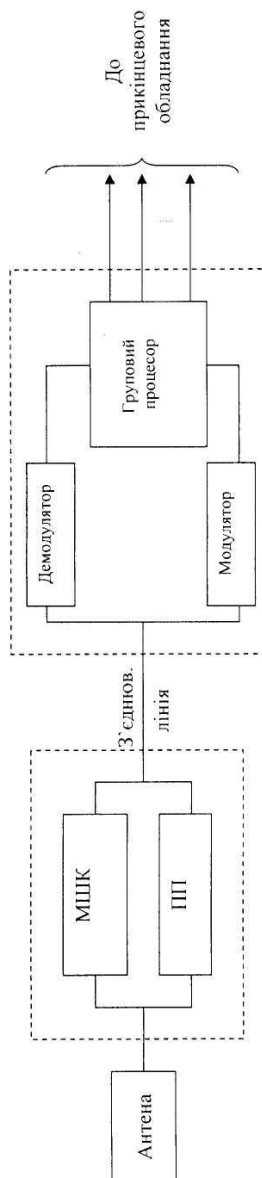 Антена
МШК
ПП
З`єднюв.
лінія
Демодулятор
Модулятор
Груповий
процесор
До
прикінцевого
обладнання